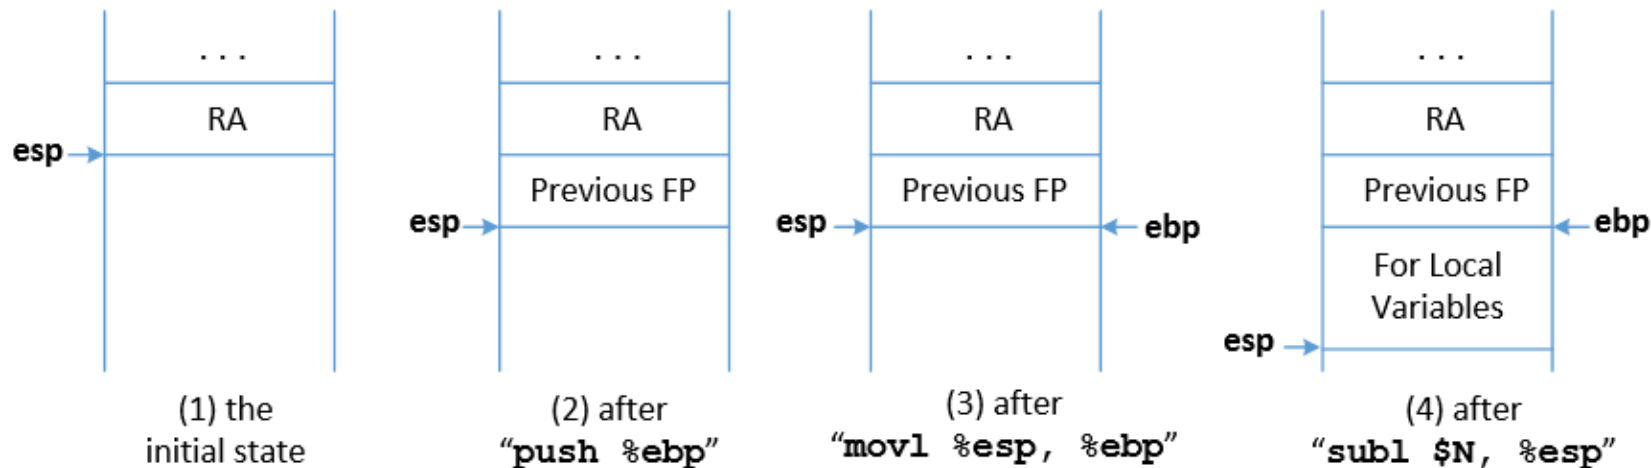 . . .
RA
esp
(1) the
initial state
. . .
RA
Previous FP
esp
(2) after
“push %ebp”
. . .
RA
Previous FP
esp
ebp
(3) after
“movl %esp, %ebp”
. . .
RA
Previous FP
ebp
For Local
Variables
esp
(4) after
“subl $N, %esp”